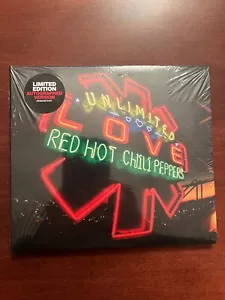 LIMITED
EDITION
AUTOGRAPHED
VERSION
UNLIMITED
LOVE
RED HOT CHILI PEPPERS